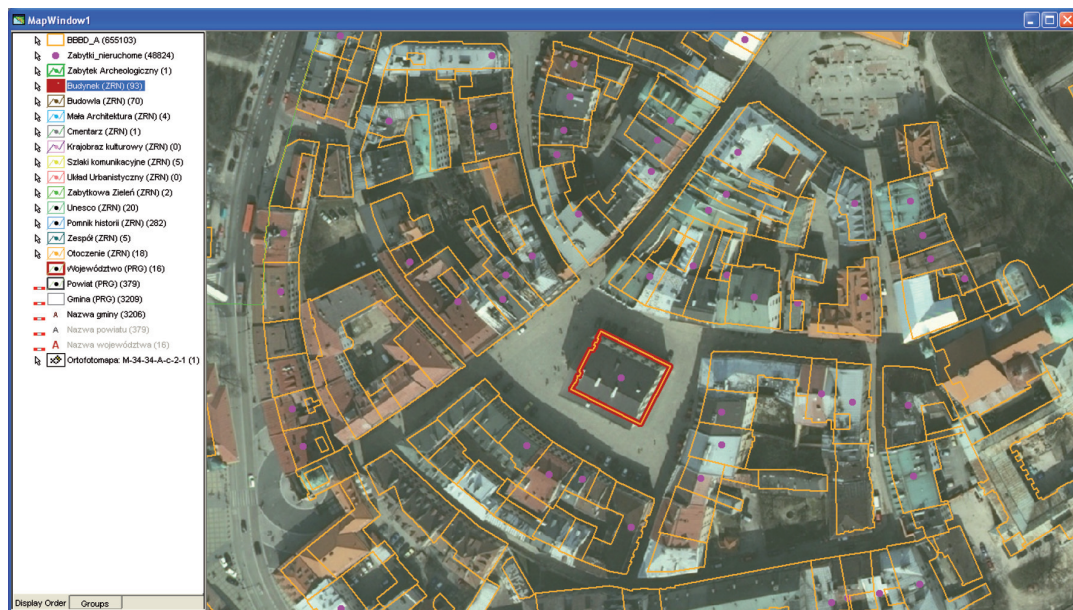 MapWindow1
BBBD_A (655103)
Zabytki_nieruchome (48824)
Zabytek Archeologiczny (1)
Budynek (ZRN) (93)
Budowla (ZRN) (70)
Mała Architektura (ZRN) (4)
Cmentarz (ZRN) (1)
Krajobraz kulturowy (ZRN) (0)
Szlaki komunikacyjne (ZRN) (5)
Układ Urbanistyczny (ZRN) (0)
Zabytkowa Zieleń (ZRN) (2)
Unesco (ZRN) (20)
Pomnik historii (ZRN) (282)
Zespół (ZRN) (5)
Otoczenie (ZRN) (18)
Województwo (PRG) (16)
Powiat (PRG) (379)
Gmina (PRG) (3209)
A Nazwa gminy (3206)
A Nazwa powiatu (379)
A Nazwa województwa (16)
Ortofotomapa: M-34-34-A-c-2-1 (1)
Display Order Groups